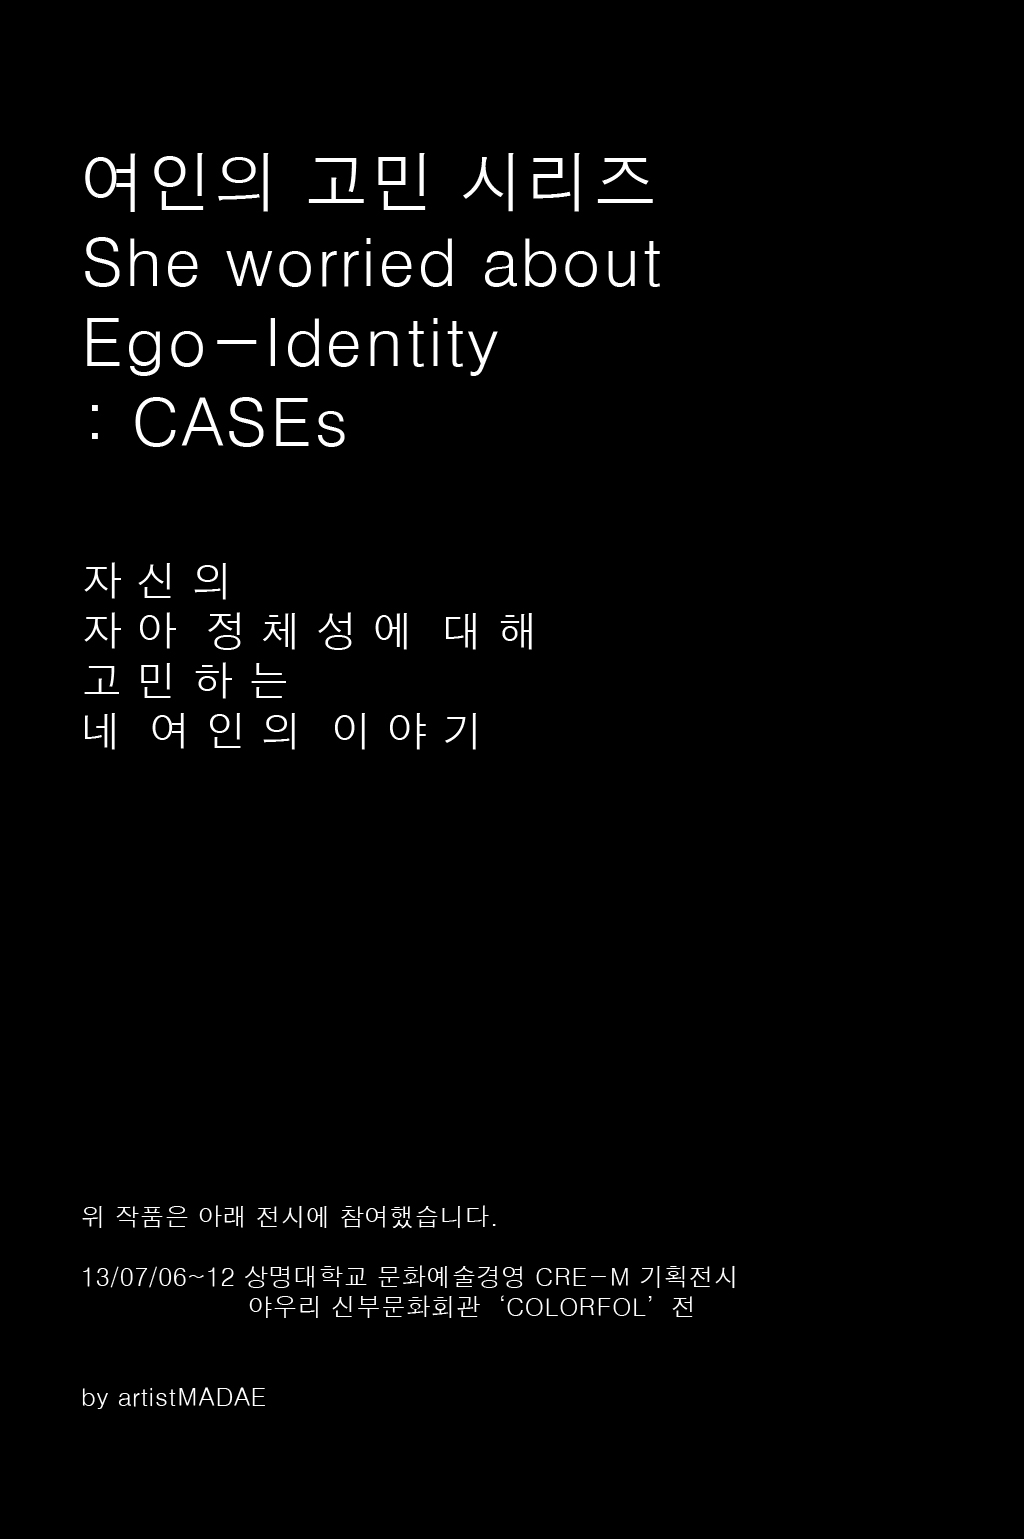 여인의 고민 시리즈
She worried about
Ego-Identity
: CASEs
자신의
자아 정체성에 대해
고민하는
네 여인의 이야기
위 작품은 아래 전시에 참여했습니다.
13/07/06~12 상명대학교 문화예술경영 CRE-M 기획전시
야우리 신부문화회관 ‘COLORFOL’ 전
by artistMADAE